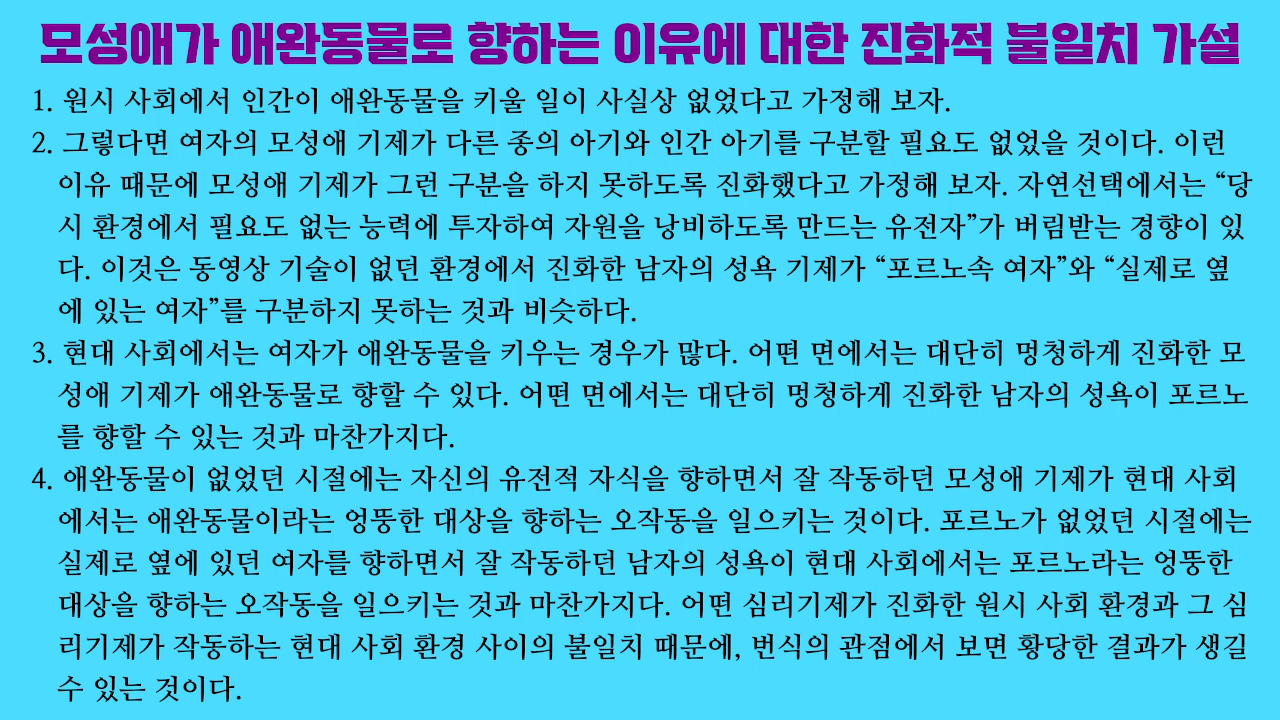 모성애가 애완동물로 향하는 이유에 대한 진화적 불일치 가설
1. 원시 사회에서 인간이 애완동물을 키울 일이 사실상 없었다고 가정해 보자.
2. 그렇다면 여자의 모성애 기제가 다른 종의 아기와 인간 아기를 구분할 필요도 없었을 것이다. 이런
이유 때문에 모성애 기제가 그런 구분을 하지 못하도록 진화했다고 가정해 보자. 자연선택에서는 “당
시 환경에서 필요도 없는 능력에 투자하여 자원을 낭비하도록 만드는 유전자”가 버림받는 경향이 있
다. 이것은 동영상 기술이 없던 환경에서 진화한 남자의 성욕 기제가 “포르노속 여자”와 “실제로 옆
에 있는 여자”를 구분하지 못하는 것과 비슷하다.
3. 현대 사회에서는 여자가 애완동물을 키우는 경우가 많다. 어떤 면에서는 대단히 멍청하게 진화한 모
성애 기제가 애완동물로 향할 수 있다. 어떤 면에서는 대단히 멍청하게 진화한 남자의 성욕이 포르노
를 향할 수 있는 것과 마찬가지다.
4. 애완동물이 없었던 시절에는 자신의 유전적 자식을 향하면서 잘 작동하던 모성애 기제가 현대 사회
에서는 애완동물이라는 엉뚱한 대상을 향하는 오작동을 일으키는 것이다. 포르노가 없었던 시절에는
실제로 옆에 있던 여자를 향하면서 잘 작동하던 남자의 성욕이 현대 사회에서는 포르노라는 엉뚱한
대상을 향하는 오작동을 일으키는 것과 마찬가지다. 어떤 심리기제가 진화한 원시 사회 환경과 그 심
리기제가 작동하는 현대 사회 환경 사이의 불일치 때문에, 번식의 관점에서 보면 황당한 결과가 생길
수 있는 것이다.